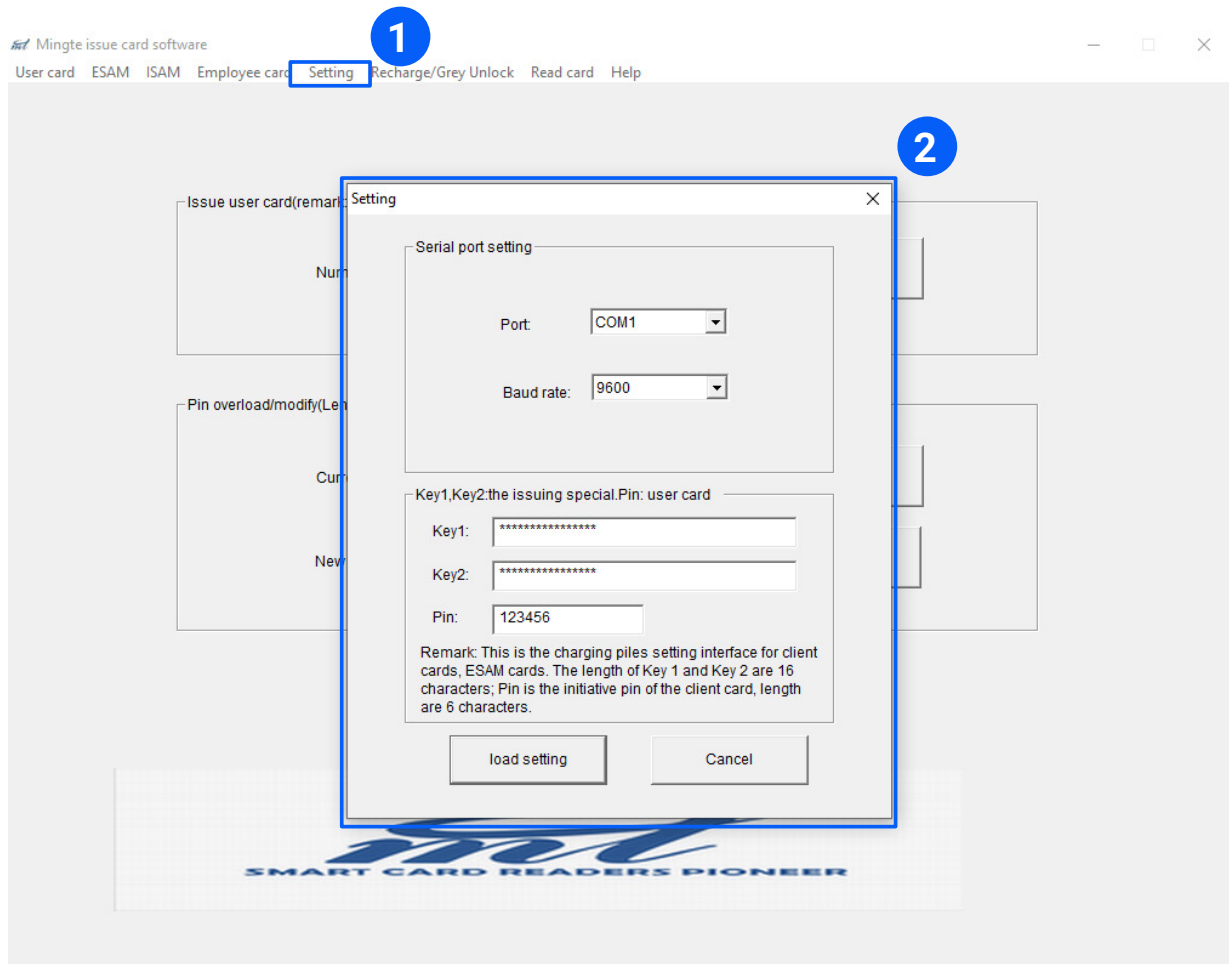 1
Mingte issue card software
User card ESAM ISAM Employee card Setting Recharge/Grey Unlock Read card Help
2
Issue user card(remark:
Setting
Serial port setting
Num
Port: COM1
Baud rate: 9600
Pin overload/modify(Len
Curre
Key1,Key2:the issuing special.Pin: user card
Key1: ****************
New
Key2: ****************
Pin: 123456
Remark: This is the charging piles setting interface for client
cards, ESAM cards. The length of Key 1 and Key 2 are 16
characters; Pin is the initiative pin of the client card, length
are 6 characters.
load setting Cancel
SMART CARD READERS PIONEER